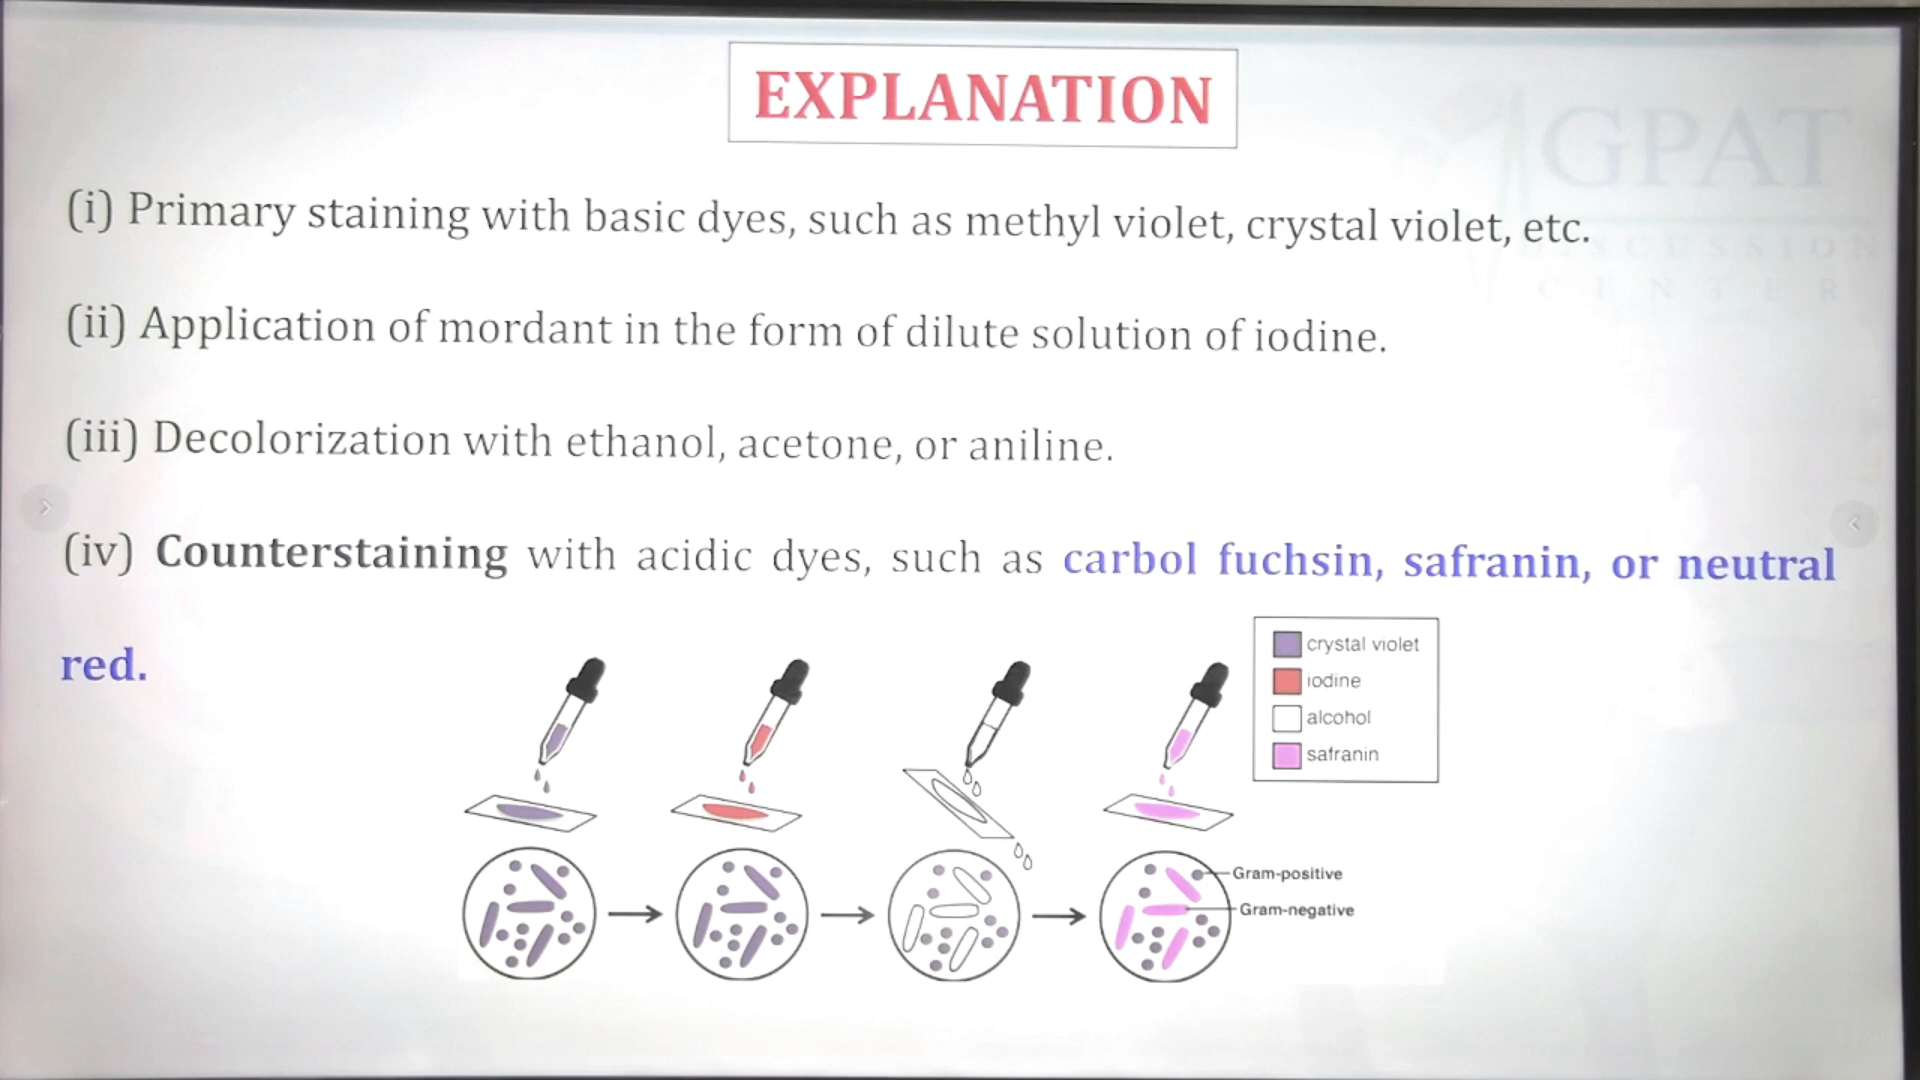 EXPLANATION
GPAT
DISCUSSION
CENTER
(i) Primary staining with basic dyes, such as methyl violet, crystal violet, etc.
(ii) Application of mordant in the form of dilute solution of iodine.
(iii) Decolorization with ethanol, acetone, or aniline.
(iv) Counterstaining with acidic dyes, such as carbol fuchsin, safranin, or neutral
red.
crystal violet
iodine
alcohol
safranin
Gram-positive
Gram-negative